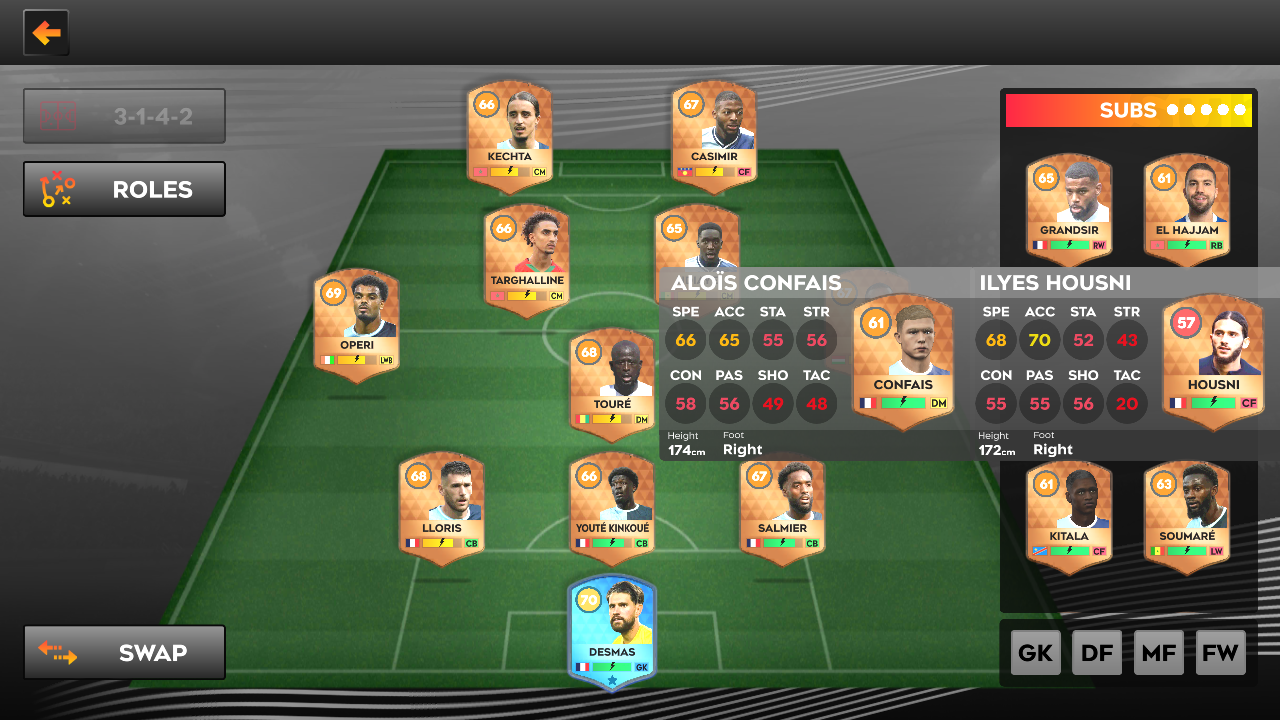 3-1-4-2
ROLES
66
KECHTA
CM
67
CASIMIR
CF
66
TARGHALLINE
CM
65
69
OPERI
LWB
68
TOURÉ
DM
68
LLORIS
CB
66
YOUTÉ KINKOUÉ
CB
67
SALMIER
CB
70
DESMAS
GK
SUBS
65
GRANDSIR
RW
61
EL HAJJAM
RB
ALOÏS CONFAIS
SPE ACC STA STR
66 65 55 56
CON PAS SHO TAC
58 56 49 48
Height Foot
174cm Right
61
CONFAIS
DM
ILYES HOUSNI
SPE ACC STA STR
68 70 52 43
CON PAS SHO TAC
55 55 56 20
Height Foot
172cm Right
57
HOUSNI
CF
61
KITALA
CF
63
SOUMARÉ
LW
SWAP
GK DF MF FW